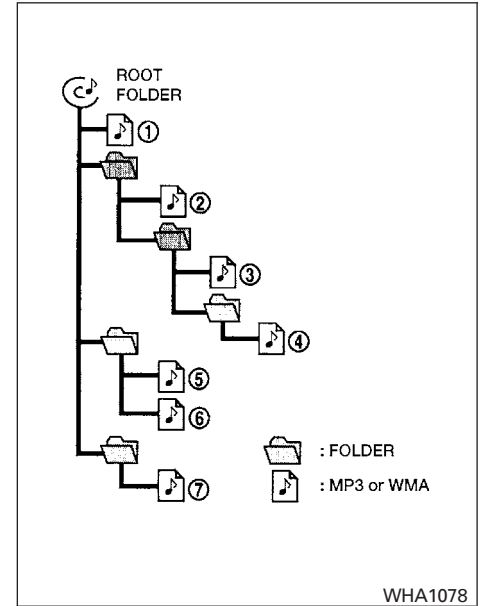 ROOT
FOLDER
①
②
③
④
⑤
⑥
⑦
: FOLDER
: MP3 or WMA
WHA1078